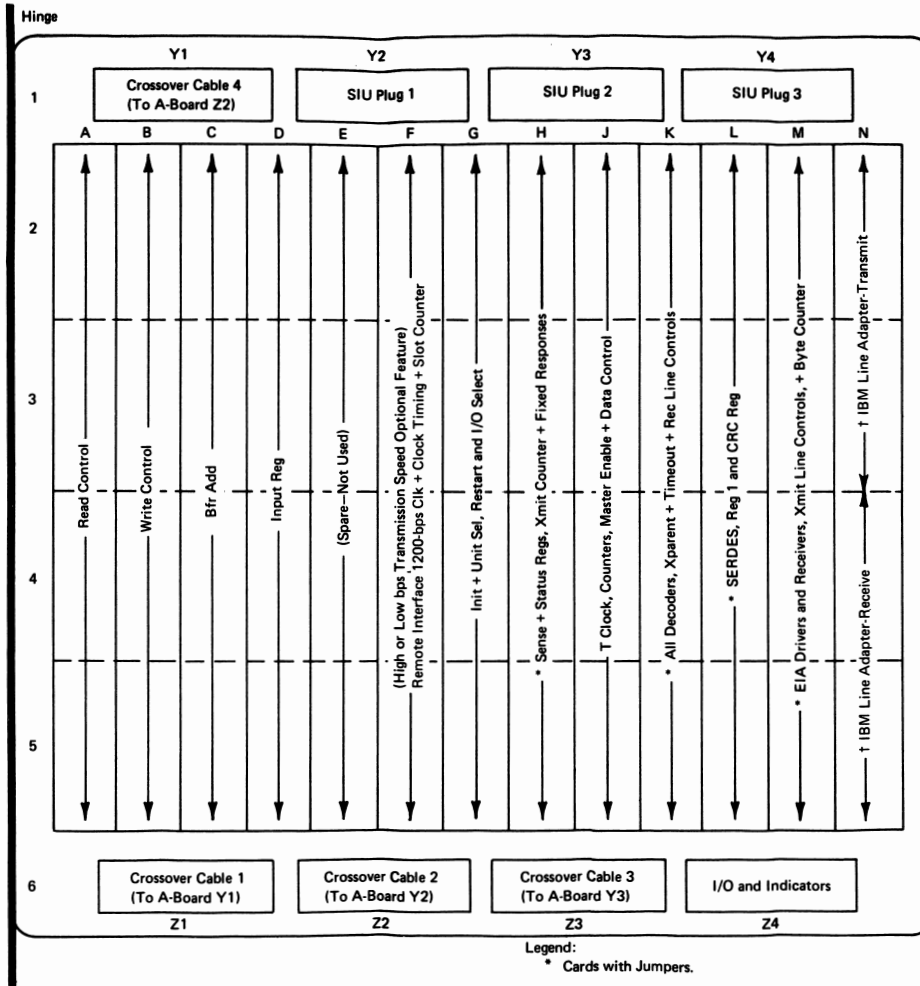 Hinge
Y1 Y2 Y3 Y4
1
Crossover Cable 4
(To A-Board Z2)
SIU Plug 1
SIU Plug 2
SIU Plug 3
A B C D E F G H J K L M N
2
3
4
5
Read Control
Write Control
Bfr Add
Input Reg
(Spare—Not Used)
(High or Low bps Transmission Speed Optional Feature)
Remote Interface 1200-bps Clk + Clock Timing + Slot Counter
Init + Unit Sel, Restart and I/O Select
* Sense + Status Regs, Xmit Counter + Fixed Responses
T Clock, Counters, Master Enable + Data Control
* All Decoders, Xparent + Timeout + Rec Line Controls
* SERDES, Reg 1 and CRC Reg
* EIA Drivers and Receivers, Xmit Line Controls, + Byte Counter
† IBM Line Adapter-Transmit
† IBM Line Adapter-Receive
6
Crossover Cable 1
(To A-Board Y1)
Crossover Cable 2
(To A-Board Y2)
Crossover Cable 3
(To A-Board Y3)
I/O and Indicators
Z1 Z2 Z3 Z4
Legend:
* Cards with Jumpers.